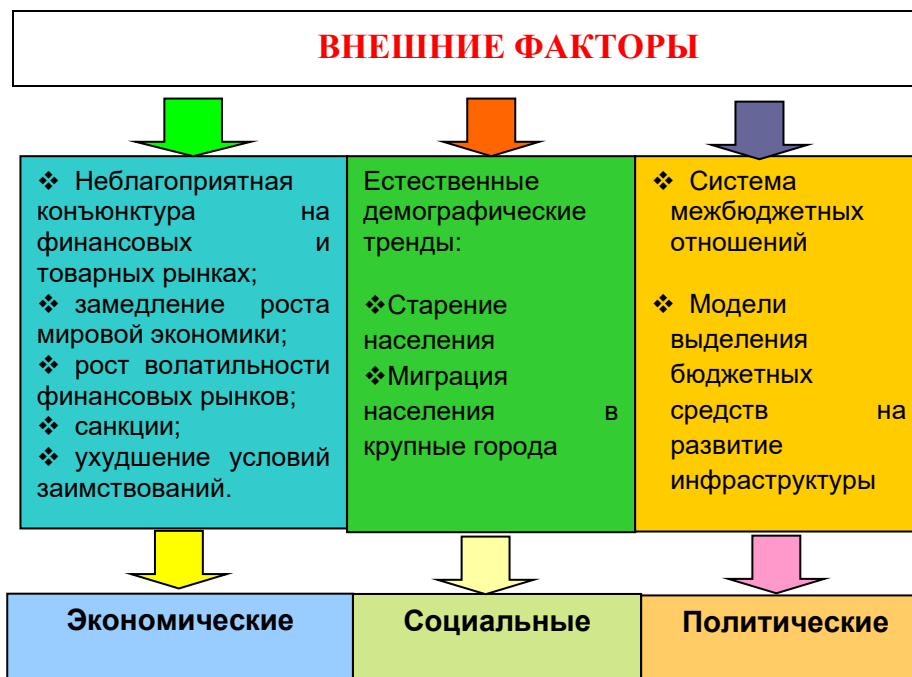 ВНЕШНИЕ ФАКТОРЫ
❖ Неблагоприятная
конъюнктура на
финансовых и
товарных рынках;
❖ замедление роста
мировой экономики;
❖ рост волатильности
финансовых рынков;
❖ санкции;
❖ ухудшение условий
заимствований.
Естественные
демографические
тренды:
❖Старение
населения
❖Миграция
населения в
крупные города
❖ Система
межбюджетных
отношений
❖ Модели
выделения
бюджетных
средств на
развитие
инфраструктуры
Экономические
Социальные
Политические